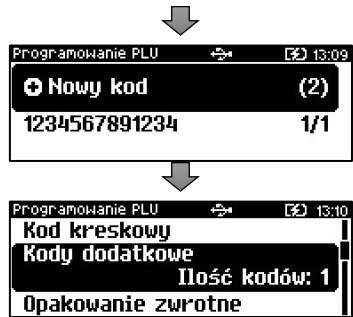 Programowanie PLU 13:09
Nowy kod (2)
1234567891234 1/1
Programowanie PLU 13:10
Kod kreskowy
Kody dodatkowe
Ilość kodów: 1
Opakowanie zwrotne